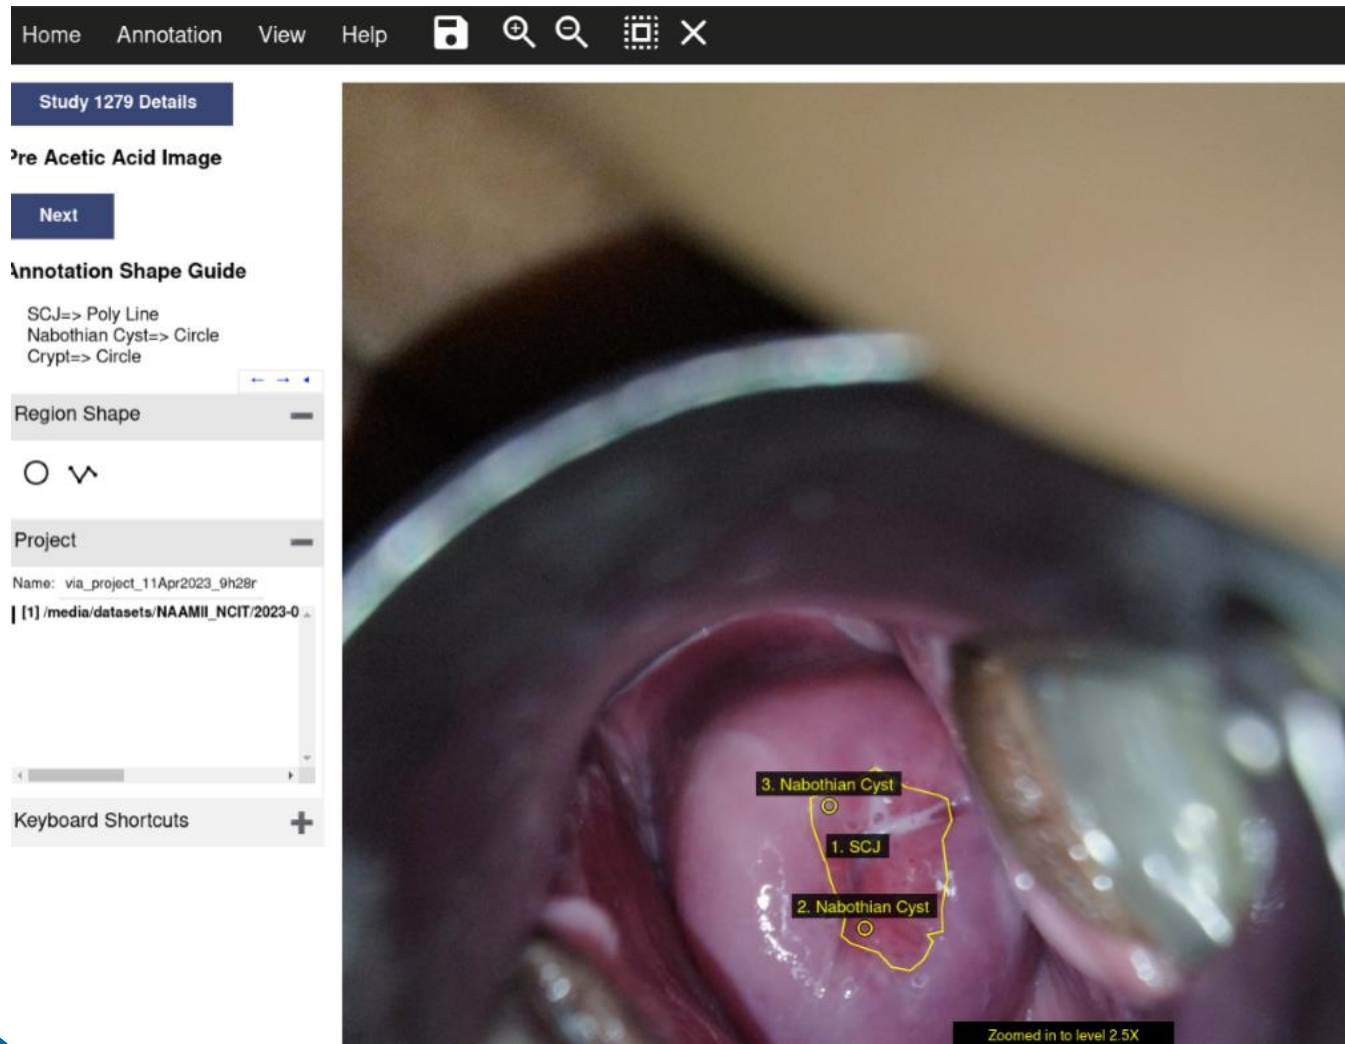 Home Annotation View Help
Study 1279 Details
Pre Acetic Acid Image
Next
Annotation Shape Guide
SCJ=> Poly Line
Nabothian Cyst=> Circle
Crypt=> Circle
Region Shape
Project
Name: via_project_11Apr2023_9h28r
[1] /media/datasets/NAAMII_NCIT/2023-0
Keyboard Shortcuts
3. Nabothian Cyst
1. SCJ
2. Nabothian Cyst
Zoomed in to level 2.5X